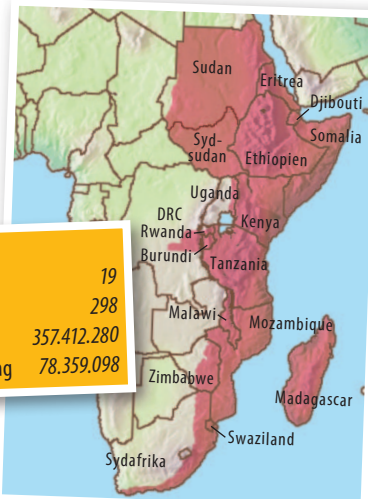 Sudan
Eritrea
Djibouti
Syd-
sudan
Somalia
Ethiopien
Uganda
DRC
Kenya
Rwanda
Burundi
Tanzania
19
298
Malawi
Mozambique
357.412.280
78.359.098
Zimbabwe
Madagascar
Swaziland
Sydafrika